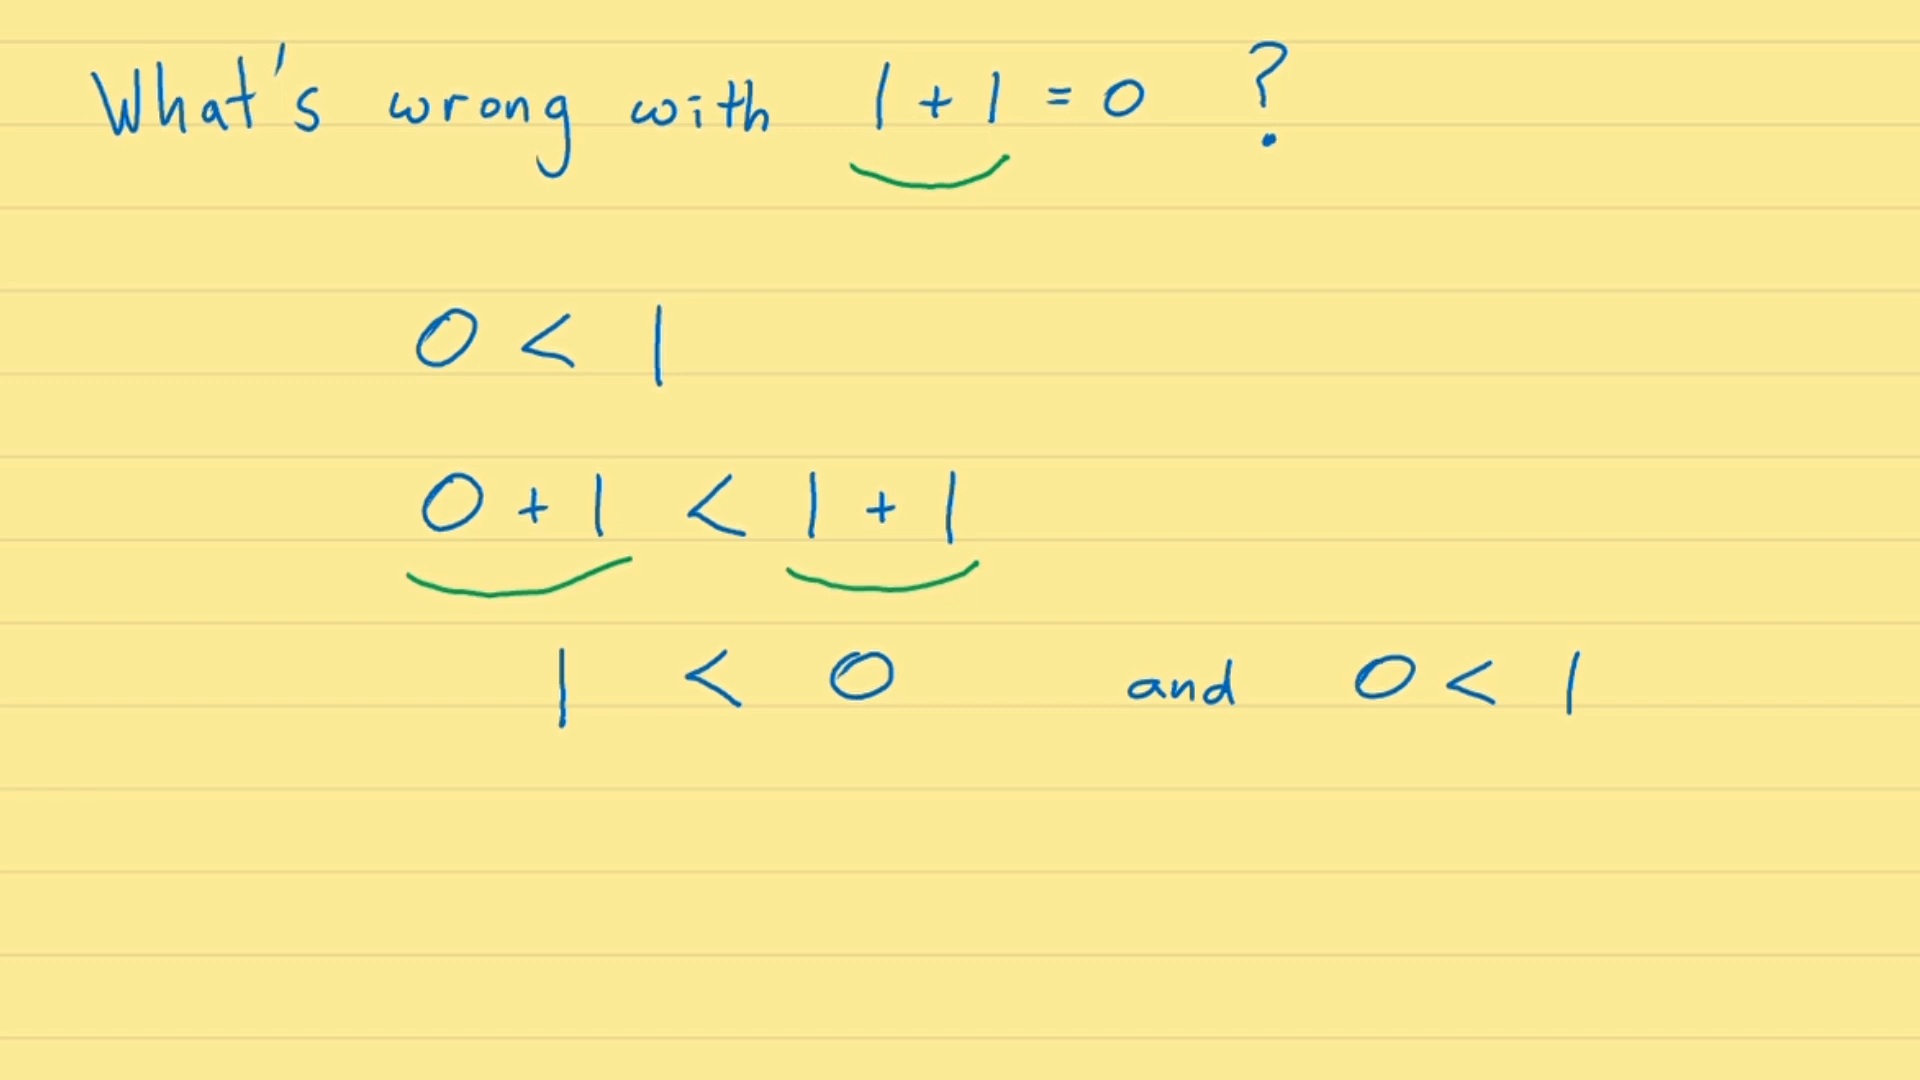 What's wrong with 1 + 1 = 0 ?
0 < 1
0 + 1 < 1 + 1
1 < 0 and 0 < 1